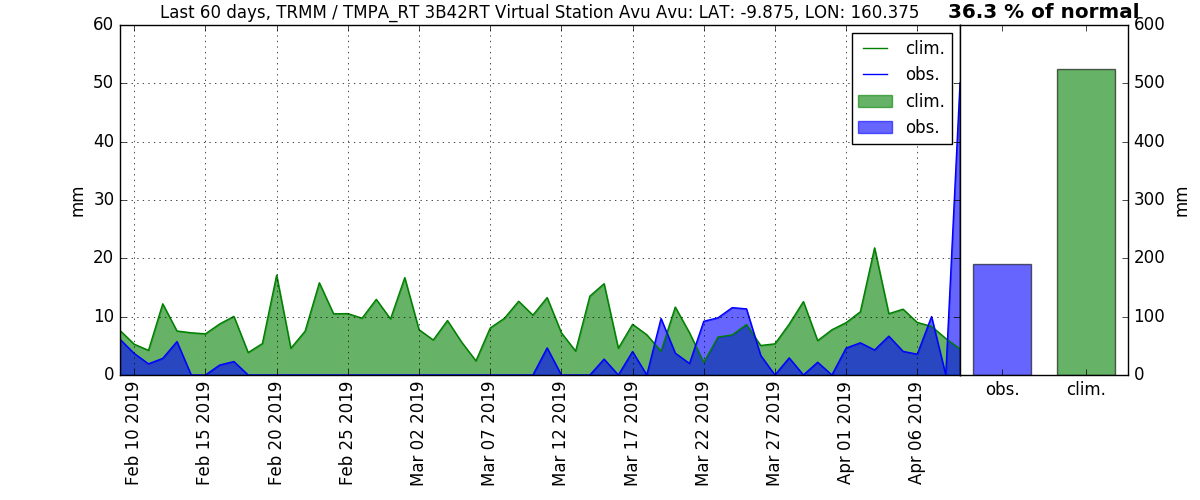 Last 60 days, TRMM / TMPA_RT 3B42RT Virtual Station Avu Avu: LAT: -9.875, LON: 160.375
36.3 % of normal
60
50
40
30
20
10
0
mm
clim.
obs.
clim.
obs.
600
500
400
300
200
100
0
mm
obs.
clim.
Feb 10 2019
Feb 15 2019
Feb 20 2019
Feb 25 2019
Mar 02 2019
Mar 07 2019
Mar 12 2019
Mar 17 2019
Mar 22 2019
Mar 27 2019
Apr 01 2019
Apr 06 2019